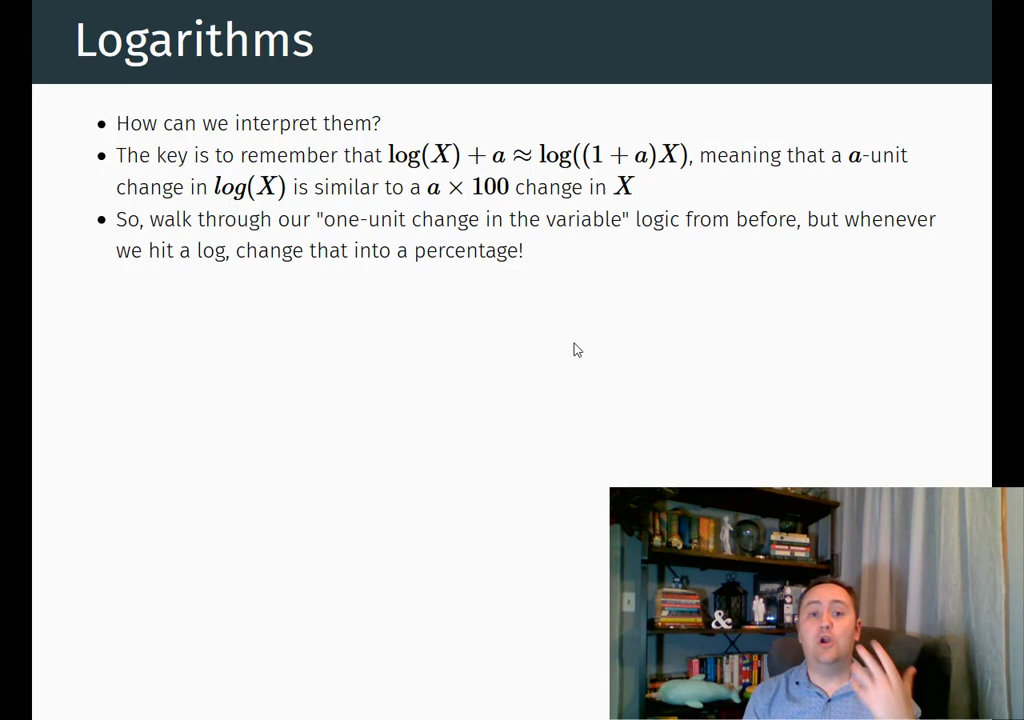 Logarithms
• How can we interpret them?
• The key is to remember that log(X) + a ≈ log((1 + a)X), meaning that a a-unit
change in log(X) is similar to a a × 100 change in X
• So, walk through our "one-unit change in the variable" logic from before, but whenever
we hit a log, change that into a percentage!
&